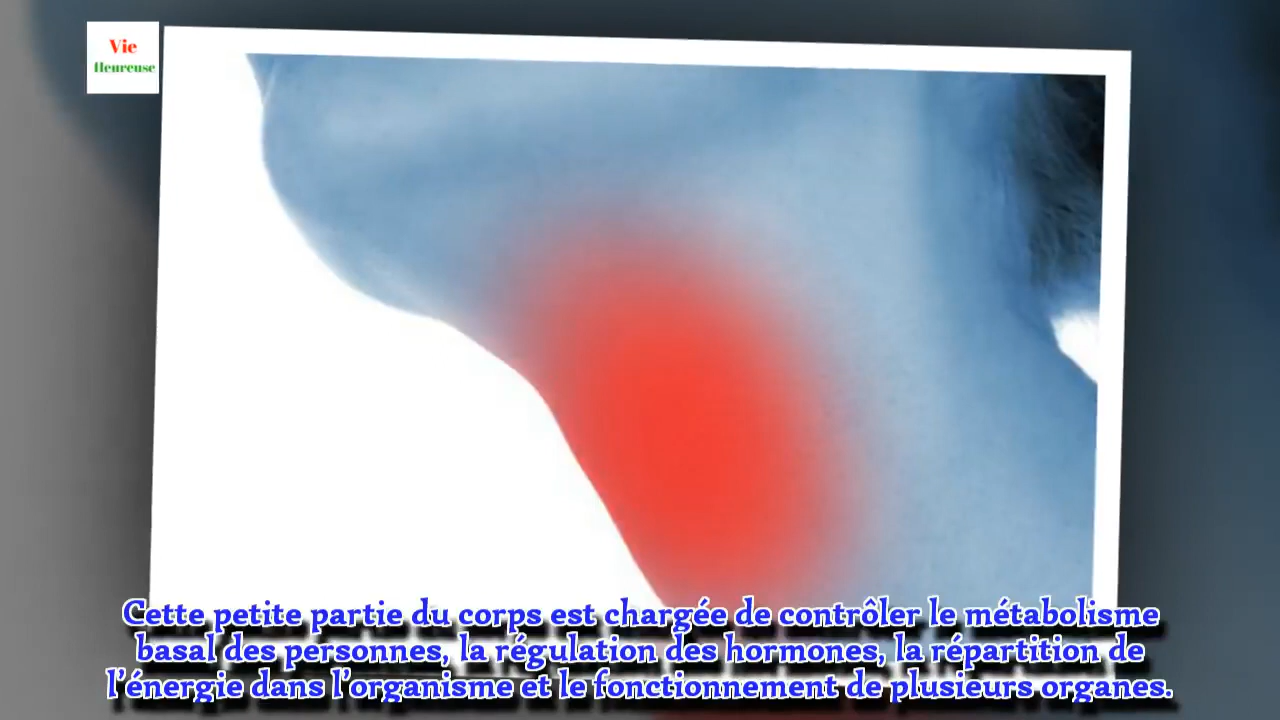 Vie
Heureuse
Cette petite partie du corps est chargée de contrôler le métabolisme
basal des personnes, la régulation des hormones, la répartition de
l'énergie dans l'organisme et le fonctionnement de plusieurs organes.